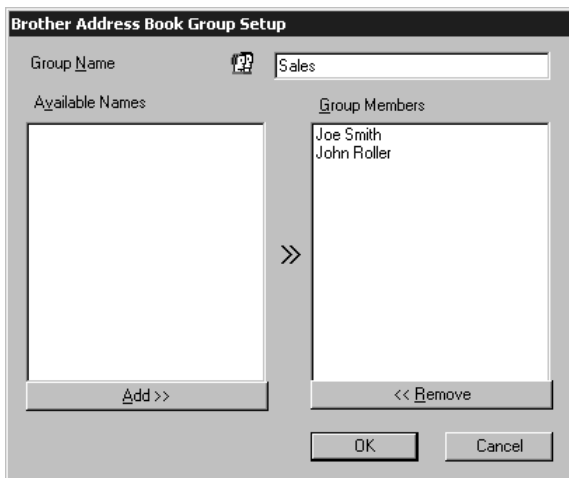 Brother Address Book Group Setup
Group Name
Sales
Available Names
Group Members
Joe Smith
John Roller
Add >>
<< Remove
OK
Cancel